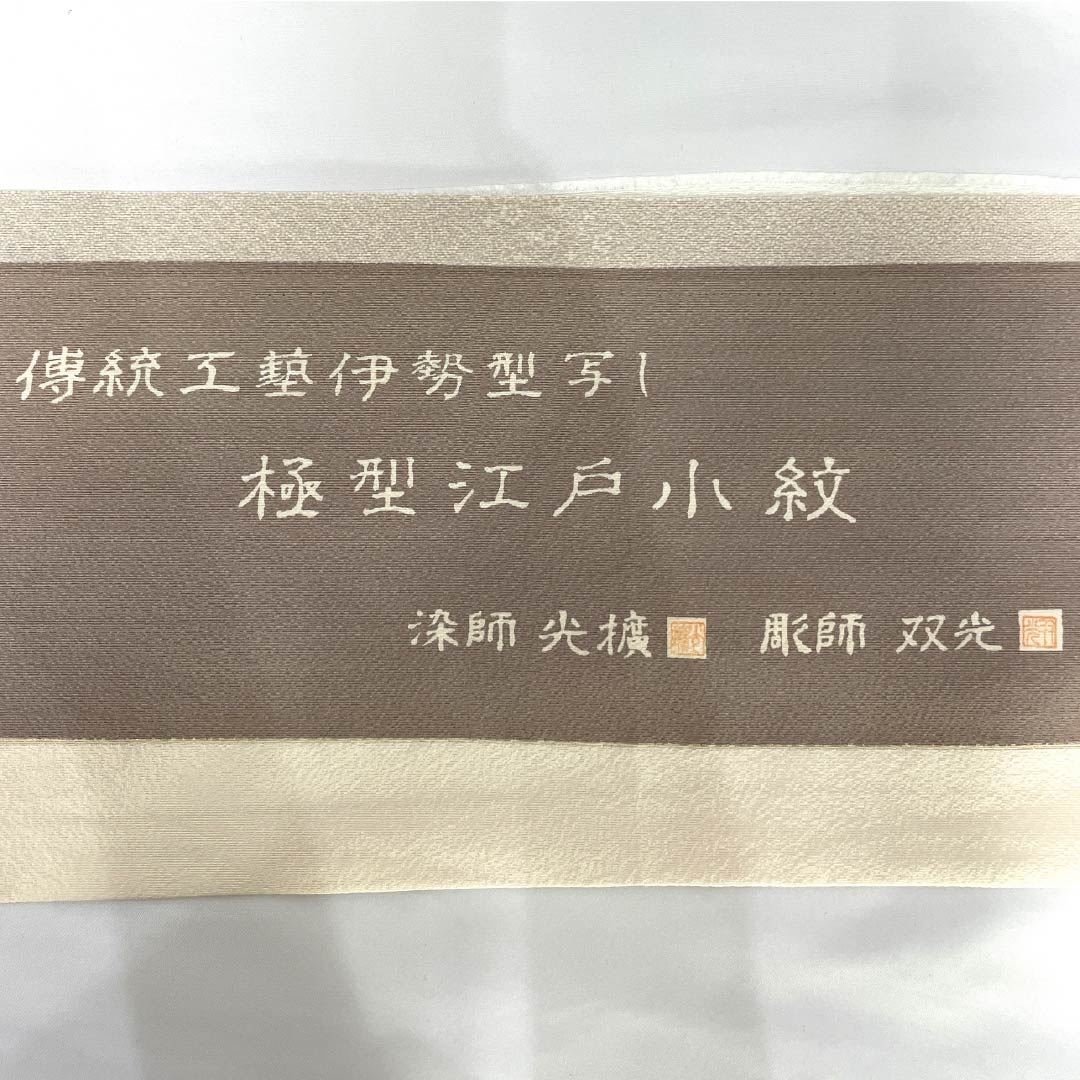 傳統工藝伊勢型写し
極型江戸小紋
染師 光擴 彫師 双光